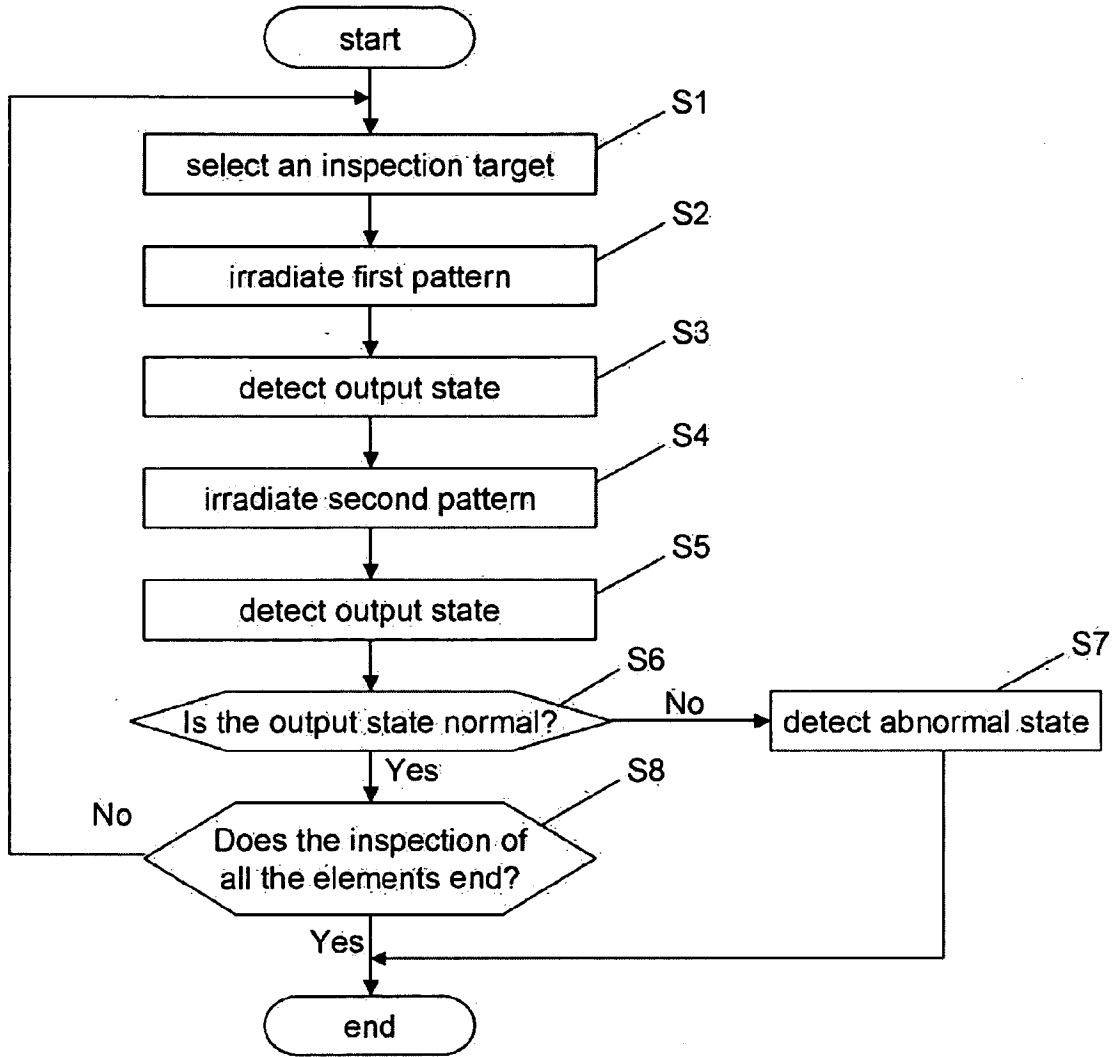 start
S1
select an inspection target
S2
irradiate first pattern
S3
detect output state
S4
irradiate second pattern
S5
detect output state
S6
Is the output state normal?
No
S7
detect abnormal state
Yes
S8
No
Does the inspection of
all the elements end?
Yes
end